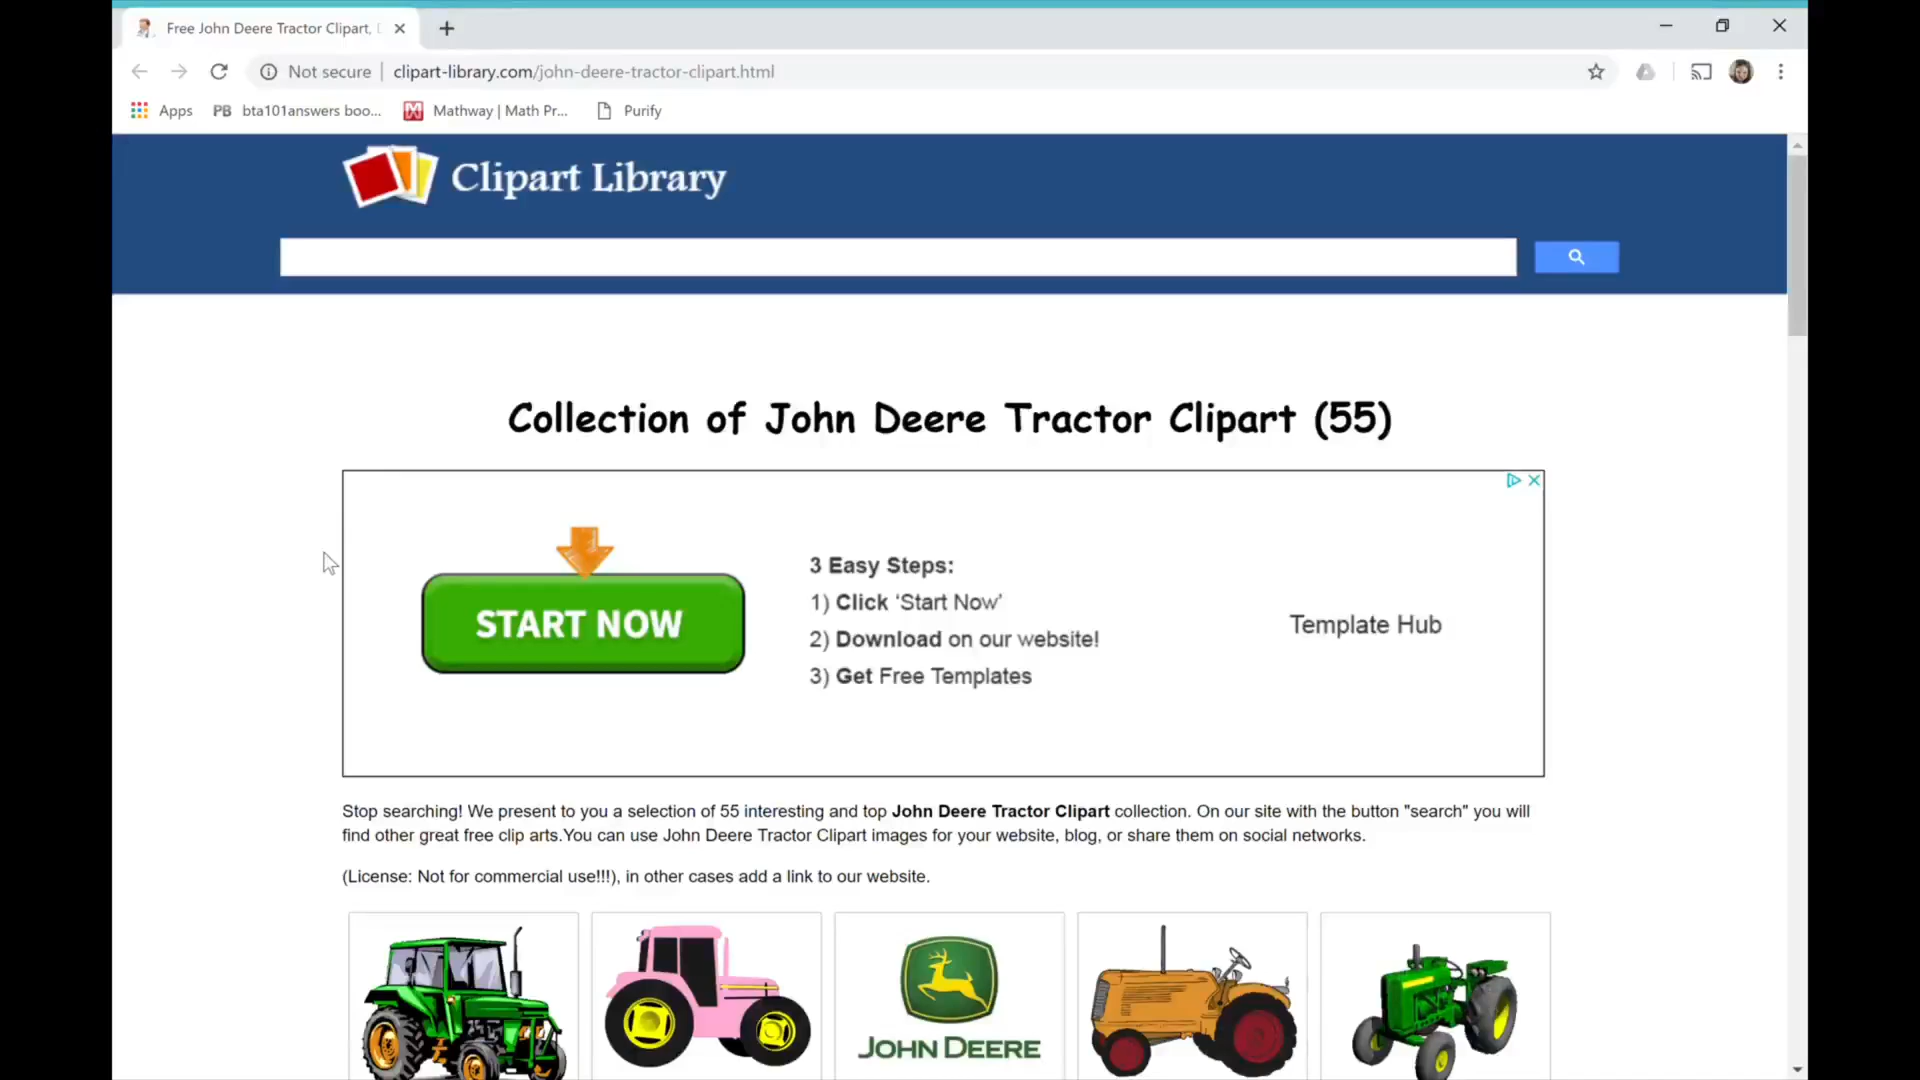 Free John Deere Tractor Clipart,
Not secure
clipart-library.com/john-deere-tractor-clipart.html
Apps
PB bta101answers boo...
Mathway | Math Pr...
Purify
Clipart Library
Collection of John Deere Tractor Clipart (55)
START NOW
3 Easy Steps:
1) Click ‘Start Now’
2) Download on our website!
3) Get Free Templates
Template Hub
Stop searching! We present to you a selection of 55 interesting and top John Deere Tractor Clipart collection. On our site with the button "search" you will
find other great free clip arts.You can use John Deere Tractor Clipart images for your website, blog, or share them on social networks.
(License: Not for commercial use!!!), in other cases add a link to our website.
JOHN DEERE